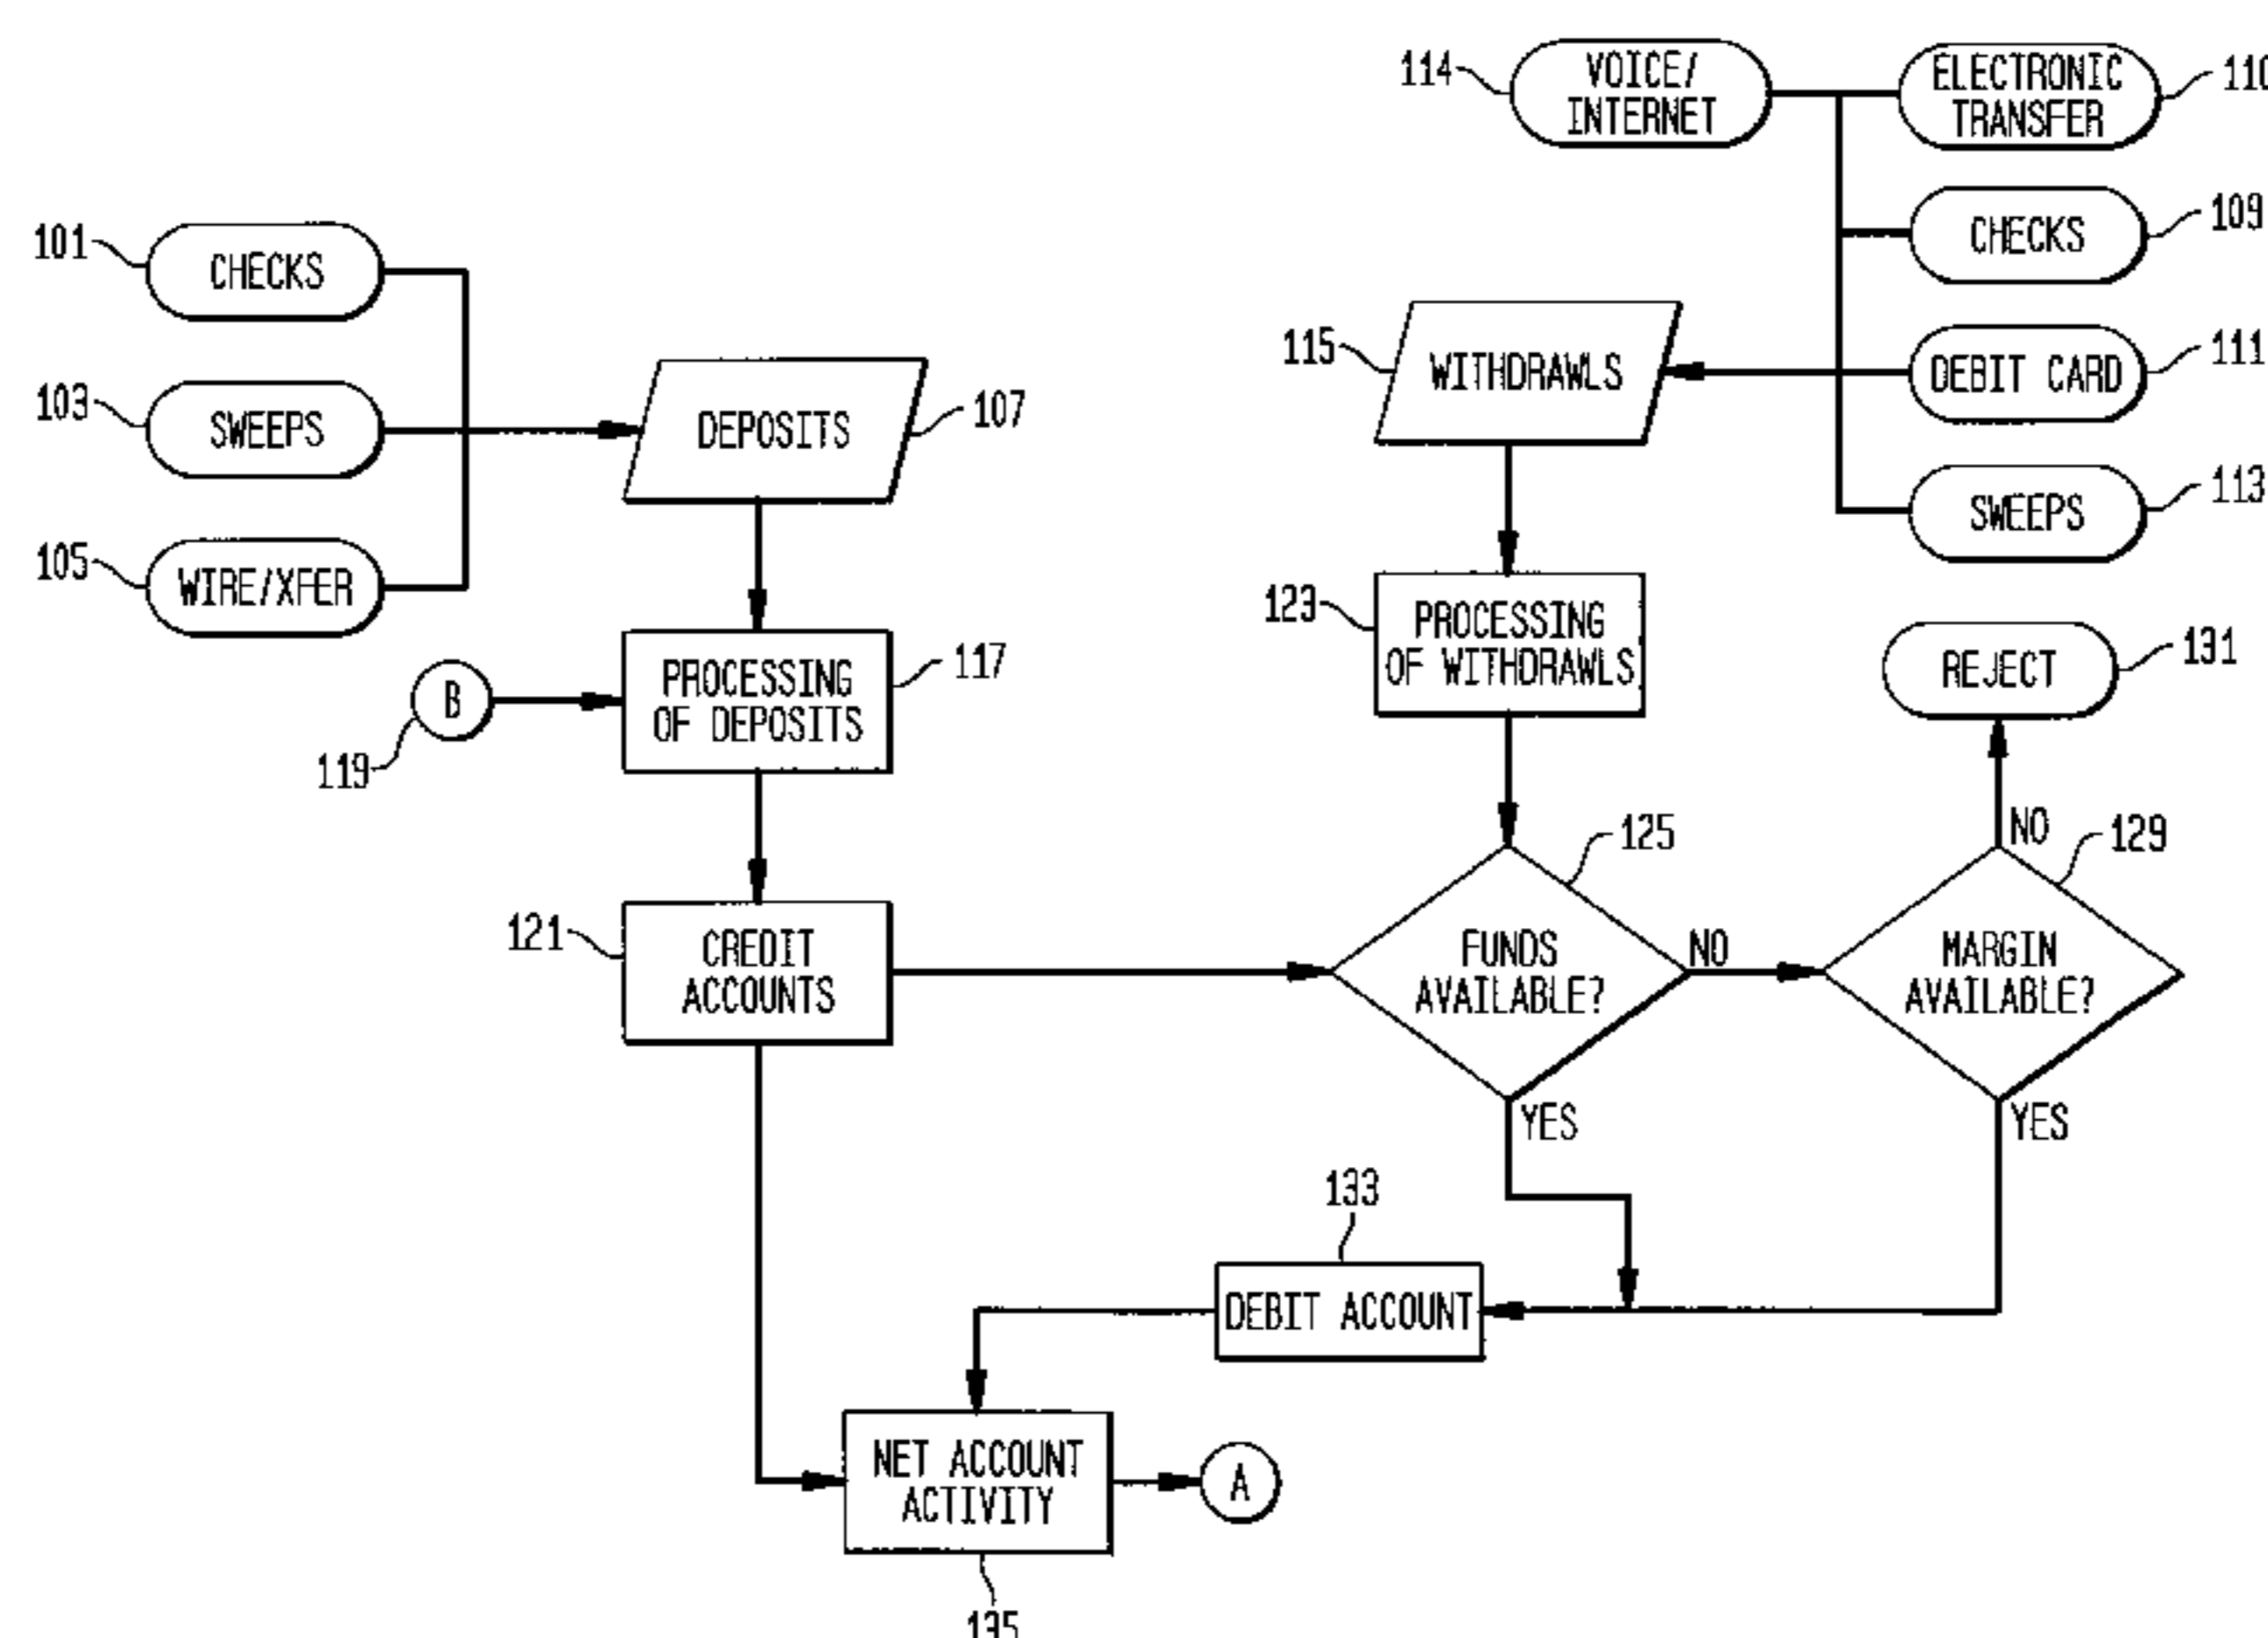 114
VOICE/
INTERNET
ELECTRONIC
TRANSFER
110
101
CHECKS
CHECKS
109
103
SWEEPS
DEPOSITS
107
115
WITHDRAWLS
DEBIT CARD
111
SWEEPS
113
105
WIRE/XFER
B
119
PROCESSING
OF DEPOSITS
117
123
PROCESSING
OF WITHDRAWLS
REJECT
131
121
CREDIT
ACCOUNTS
FUNDS
AVAILABLE?
125
NO
YES
MARGIN
AVAILABLE?
129
NO
YES
133
DEBIT ACCOUNT
NET ACCOUNT
ACTIVITY
135
A